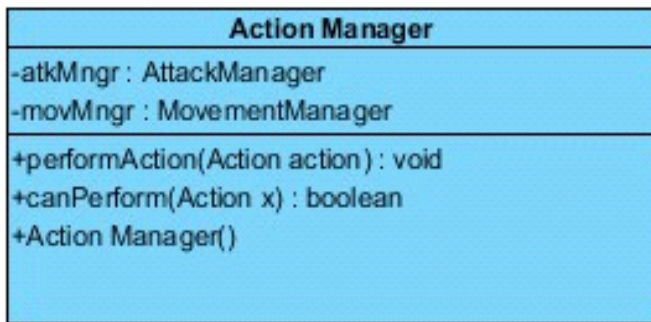 Action Manager
-atkMngr : AttackManager
-movMngr : MovementManager
+performAction(Action action) : void
+canPerform(Action x) : boolean
+Action Manager()